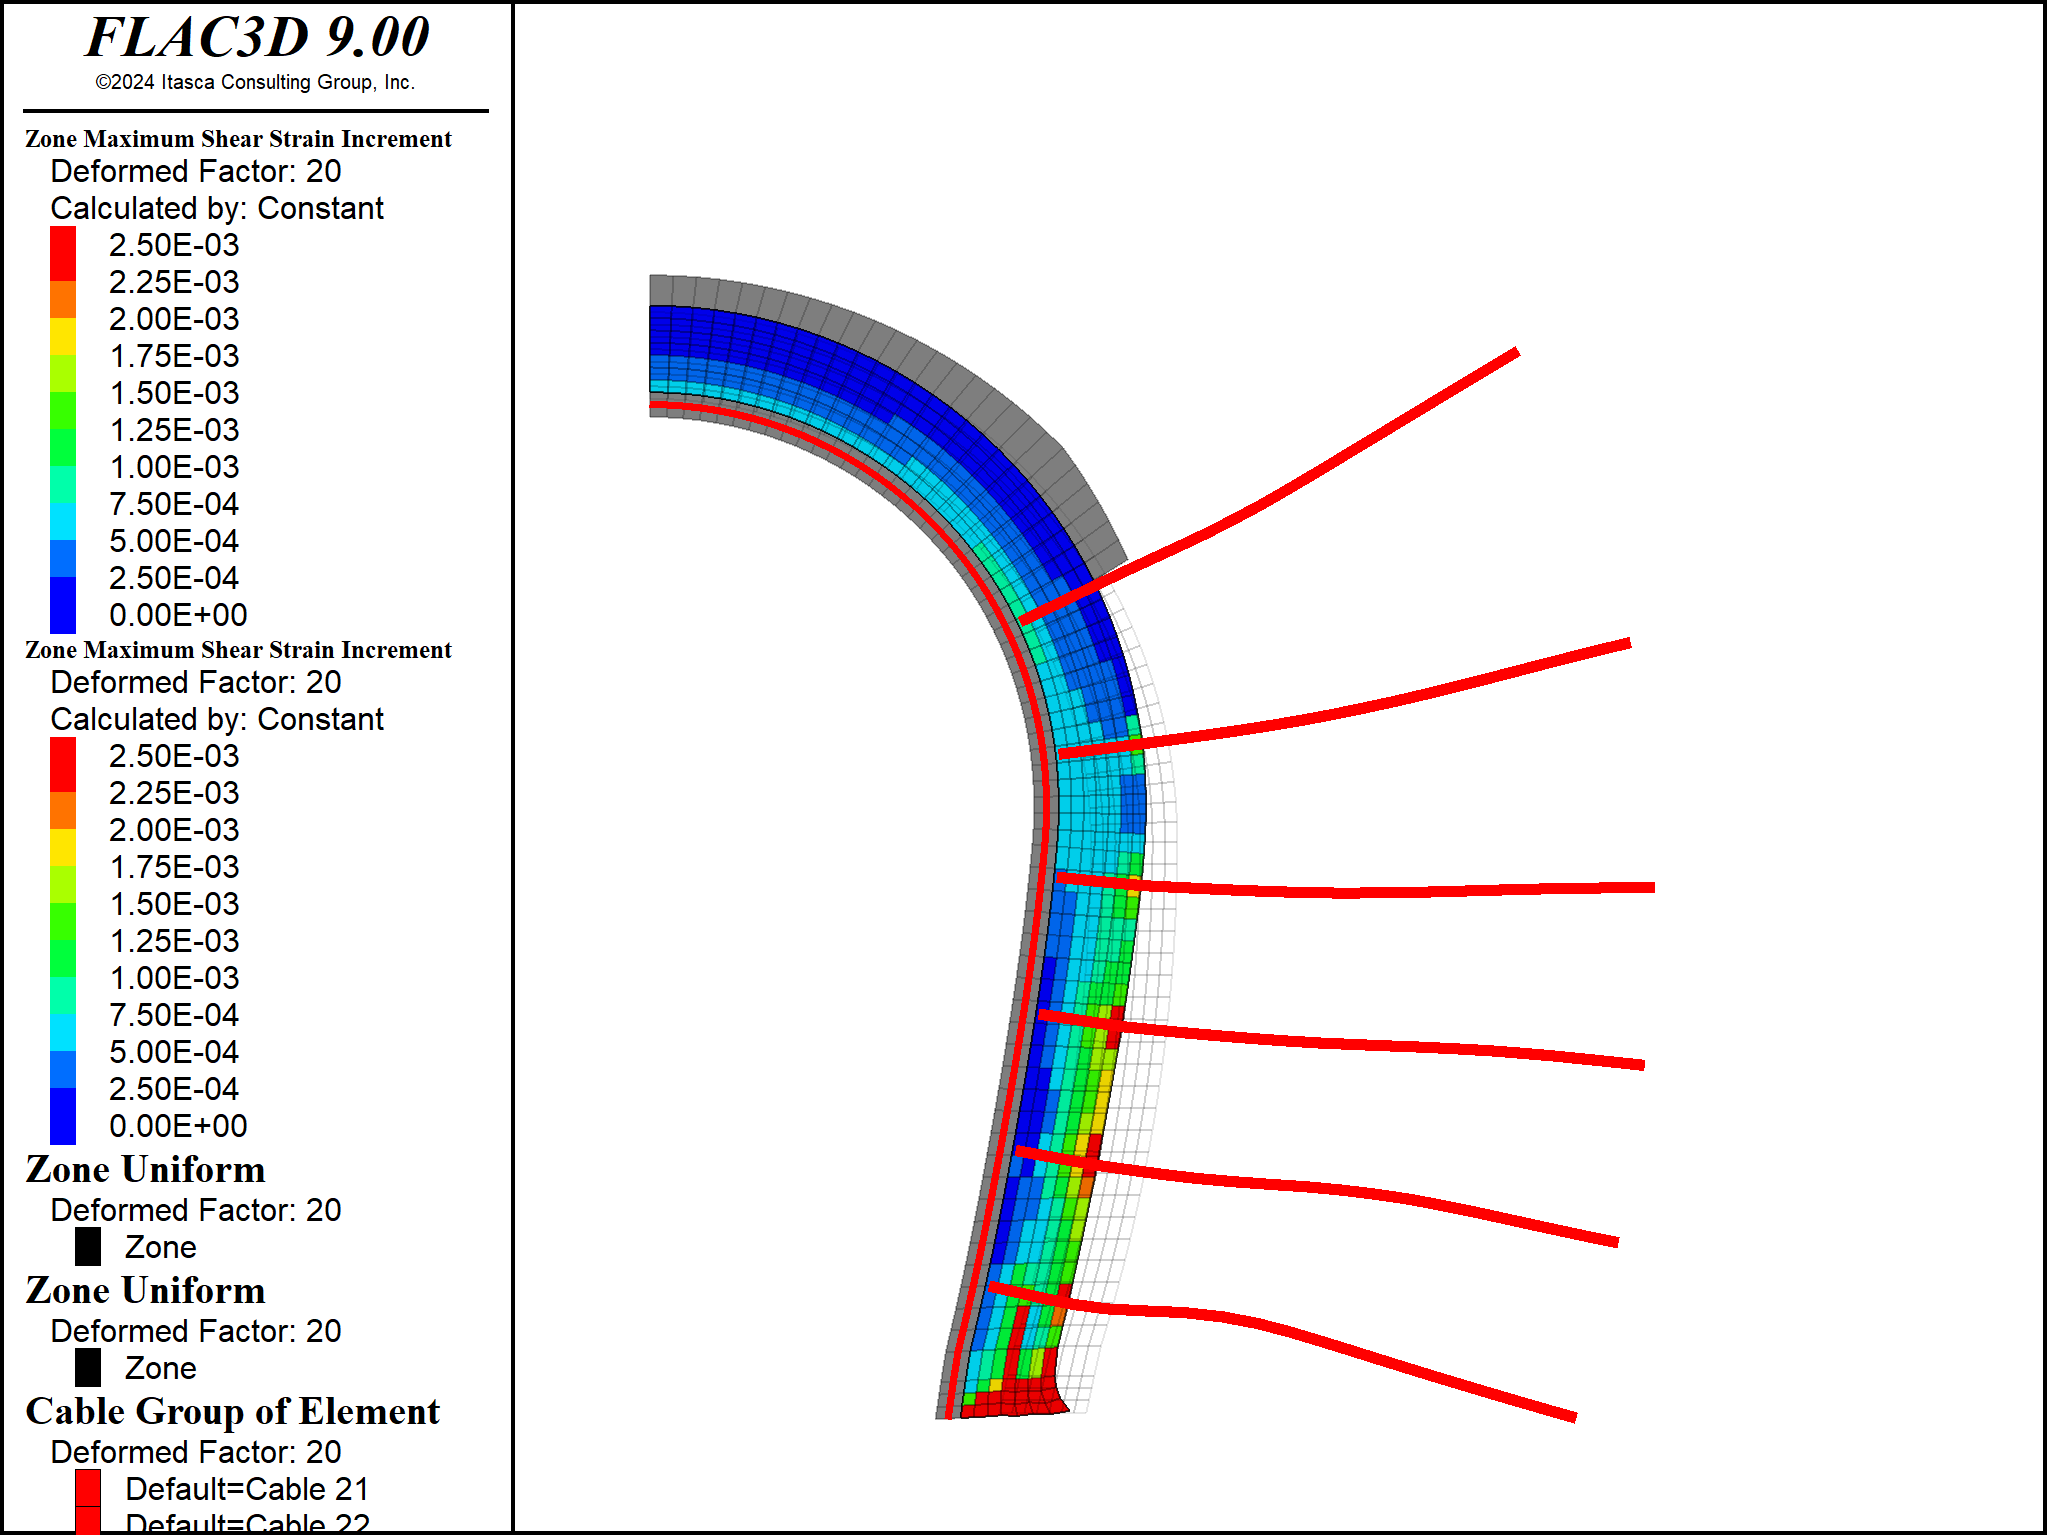 FLAC3D 9.00
©2024 Itasca Consulting Group, Inc.
Zone Maximum Shear Strain Increment
Deformed Factor: 20
Calculated by: Constant
2.50E-03
2.25E-03
2.00E-03
1.75E-03
1.50E-03
1.25E-03
1.00E-03
7.50E-04
5.00E-04
2.50E-04
0.00E+00
Zone Maximum Shear Strain Increment
Deformed Factor: 20
Calculated by: Constant
2.50E-03
2.25E-03
2.00E-03
1.75E-03
1.50E-03
1.25E-03
1.00E-03
7.50E-04
5.00E-04
2.50E-04
0.00E+00
Zone Uniform
Deformed Factor: 20
Zone
Zone Uniform
Deformed Factor: 20
Zone
Cable Group of Element
Deformed Factor: 20
Default=Cable 21
Default=Cable 22